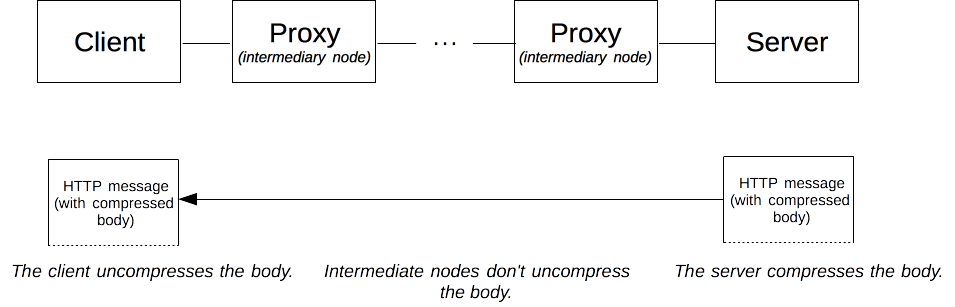 Client
Proxy
(intermediary node)
...
Proxy
(intermediary node)
Server
HTTP message
(with compressed
body)
HTTP message
(with compressed
body)
The client uncompresses the body.
Intermediate nodes don't uncompress
the body.
The server compresses the body.